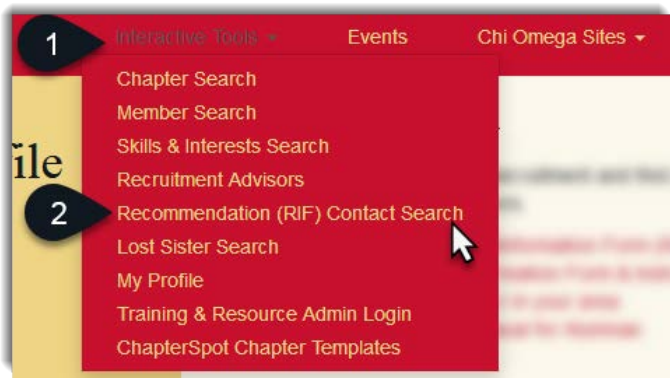 1 Interactive Tools Events Chi Omega Sites
Chapter Search
Member Search
Skills & Interests Search
ile
Recruitment Advisors
2 Recommendation (RIF) Contact Search
Lost Sister Search
My Profile
Training & Resource Admin Login
ChapterSpot Chapter Templates